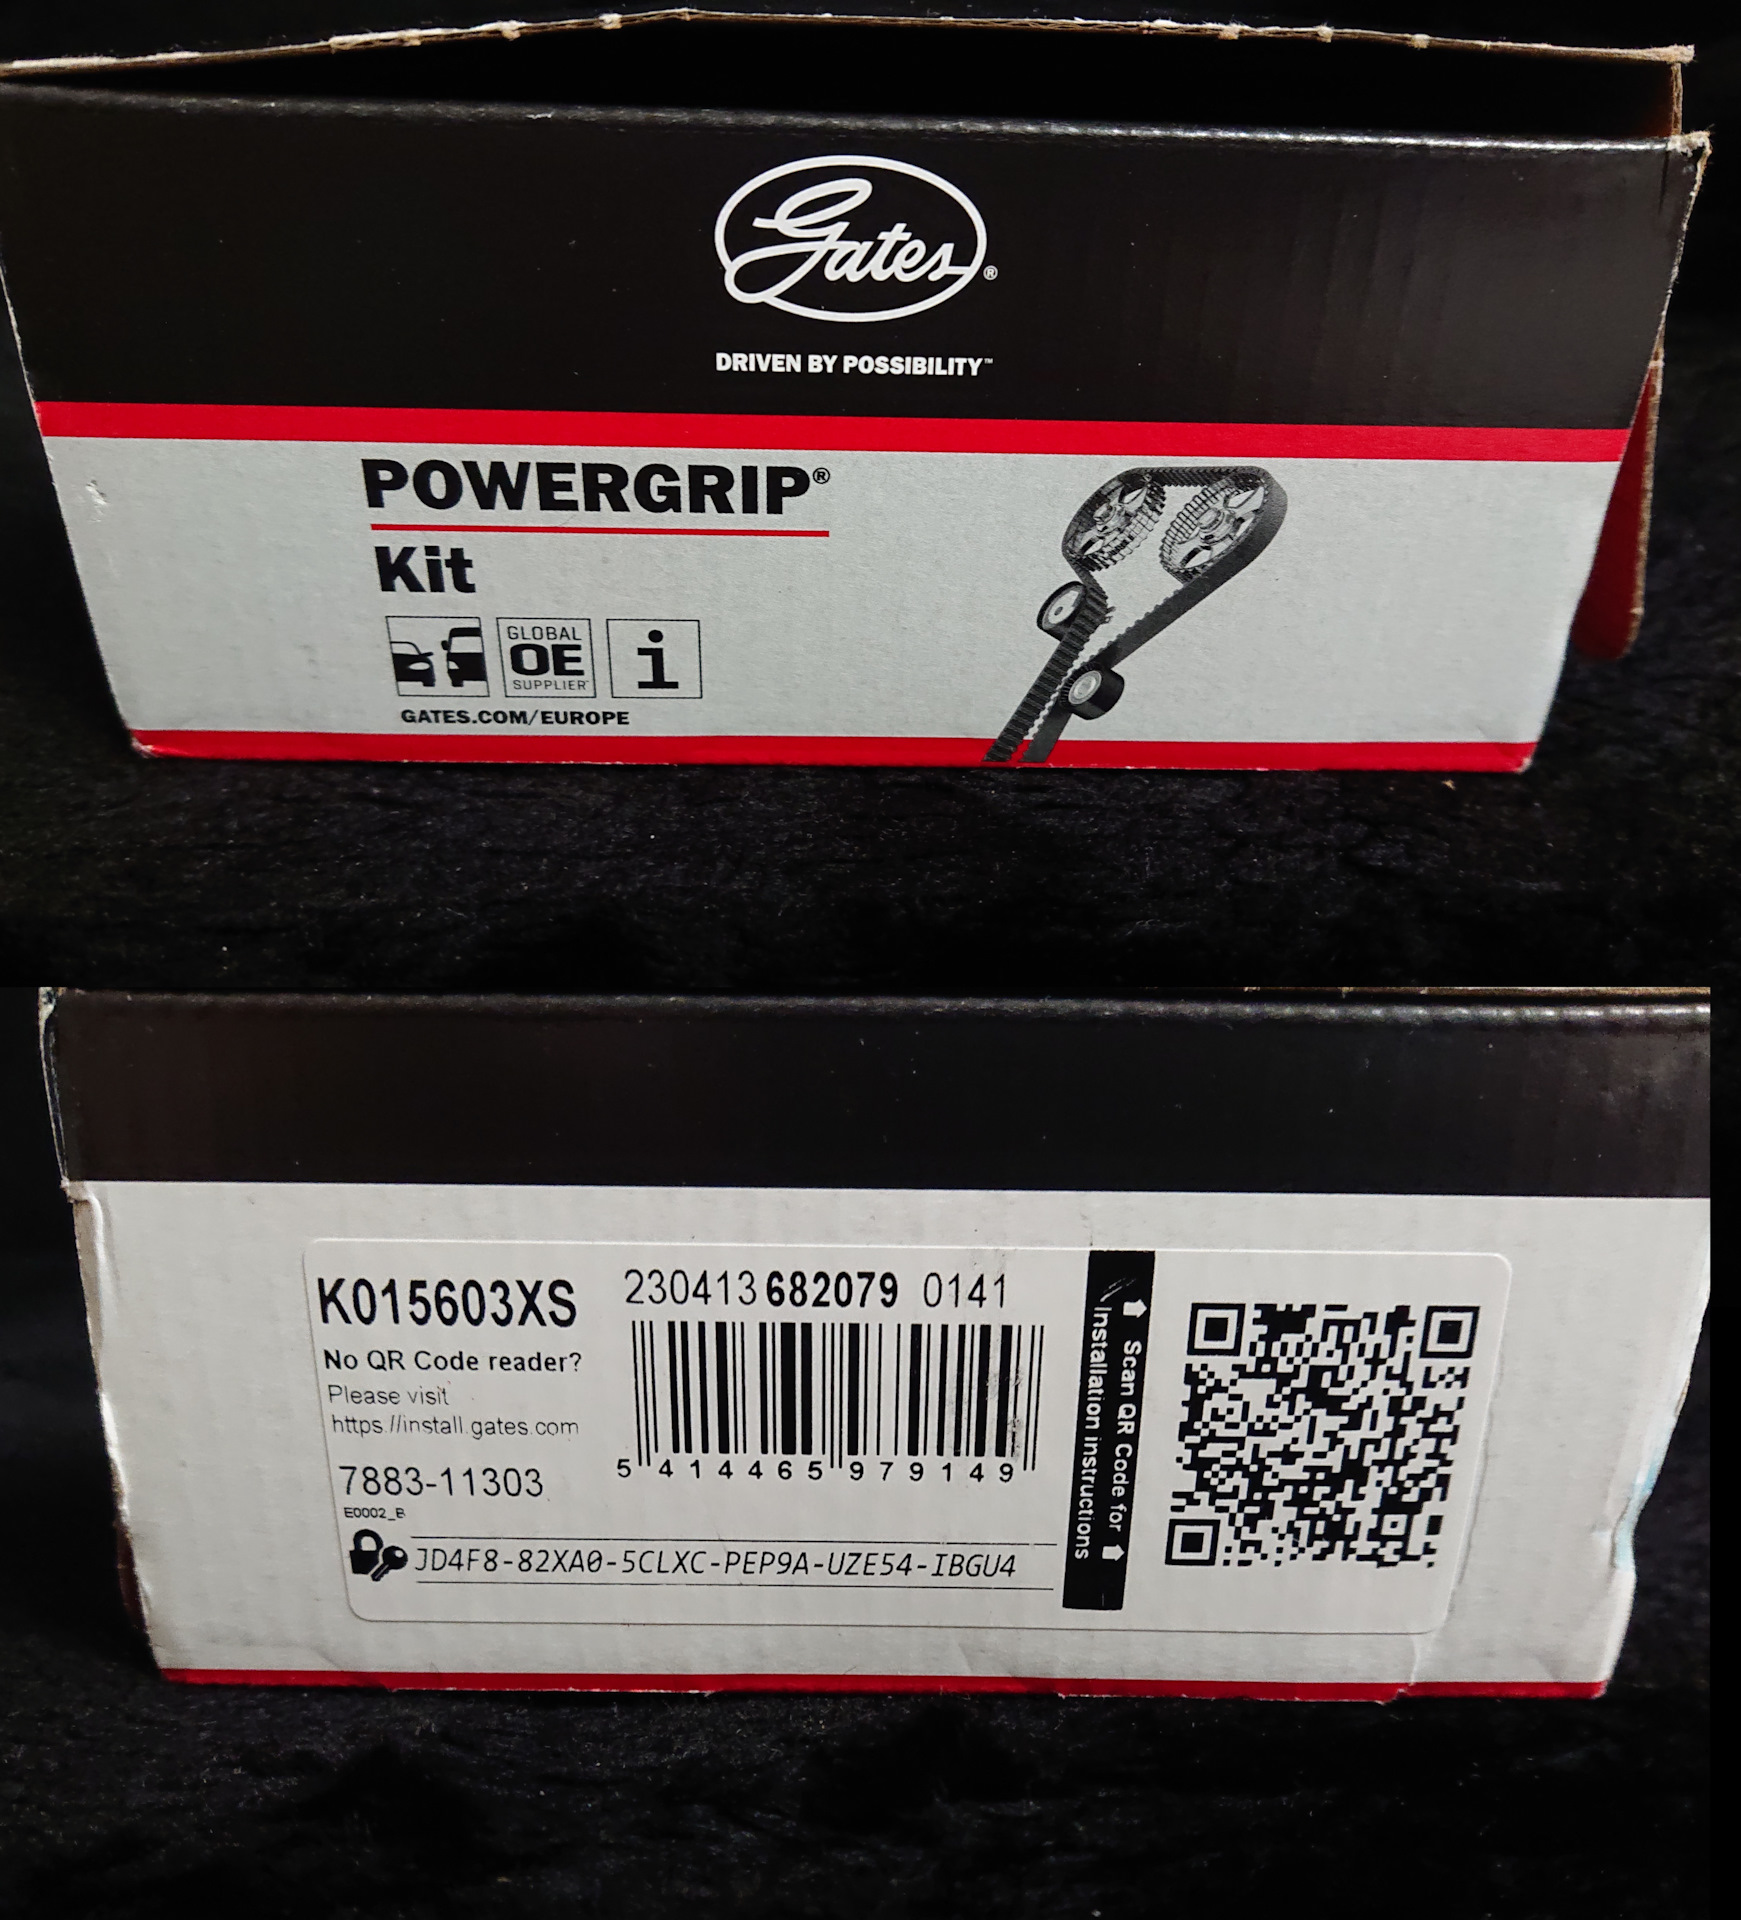 Gates®
DRIVEN BY POSSIBILITY™
POWERGRIP®
Kit
GLOBAL
OE
SUPPLIER
i
GATES.COM/EUROPE
K015603XS
No QR Code reader?
Please visit
https://install.gates.com
7883-11303
E0002_B
JD4F8-82XA0-5CLXC-PEP9A-UZE54-IBGU4
230413682079 0141
5 414465 979149
Scan QR Code for
Installation instructions